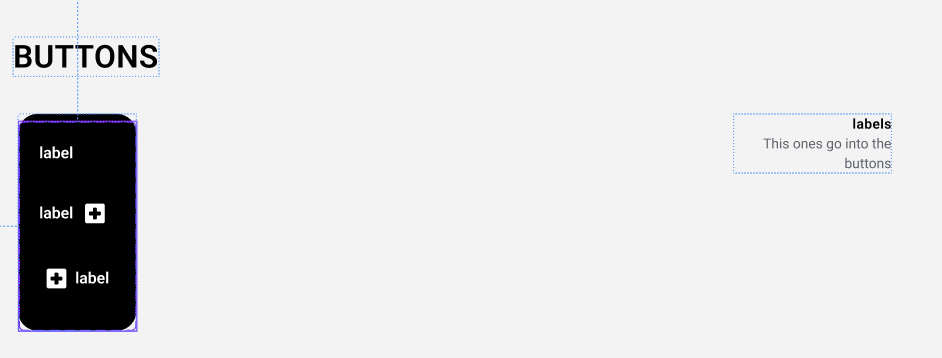 BUTTONS
label
label
label
labels
This ones go into the
buttons